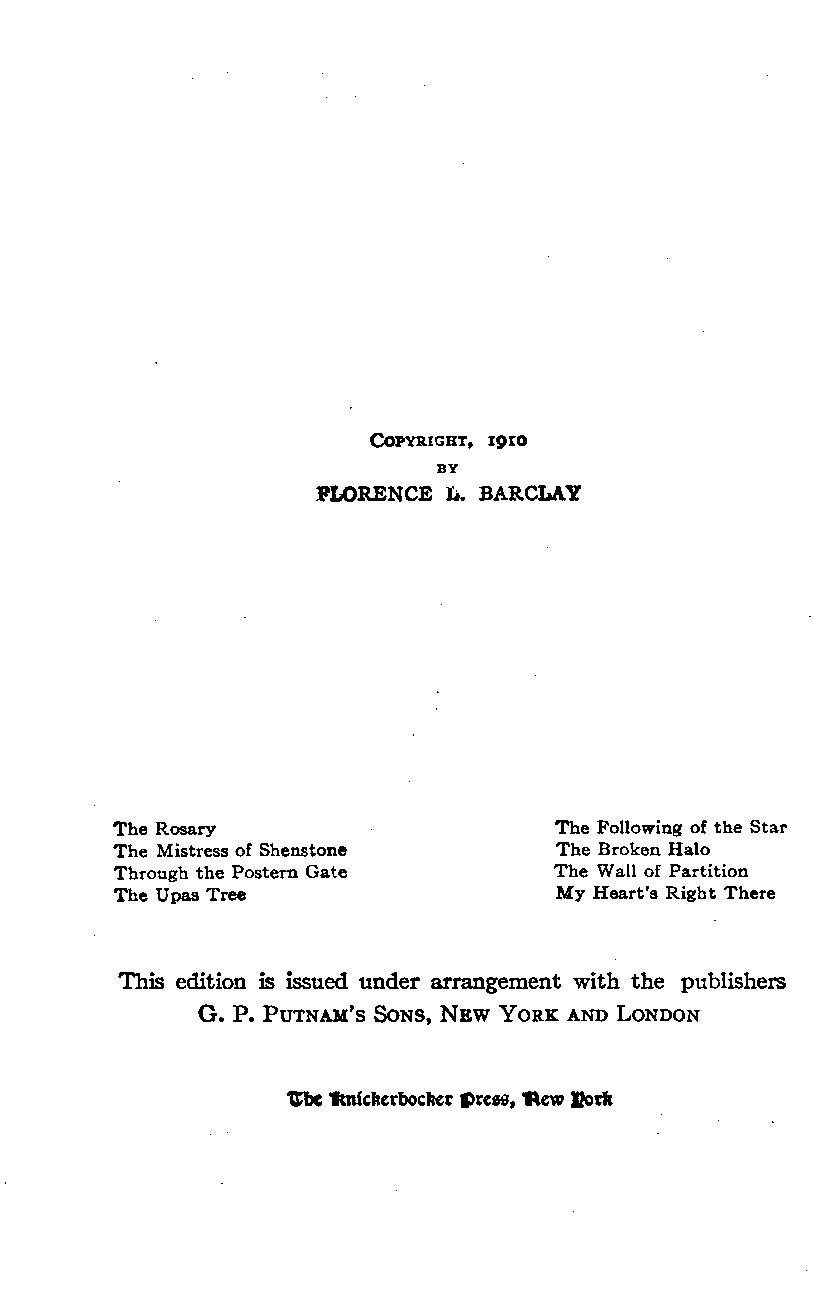 COPYRIGHT, 1910
BY
FLORENCE L. BARCLAY
The Rosary
The Mistress of Shenstone
Through the Postern Gate
The Upas Tree
The Following of the Star
The Broken Halo
The Wall of Partition
My Heart's Right There
This edition is issued under arrangement with the publishers
G. P. PUTNAM'S SONS, NEW YORK AND LONDON
The Knickerbocker Press, New York